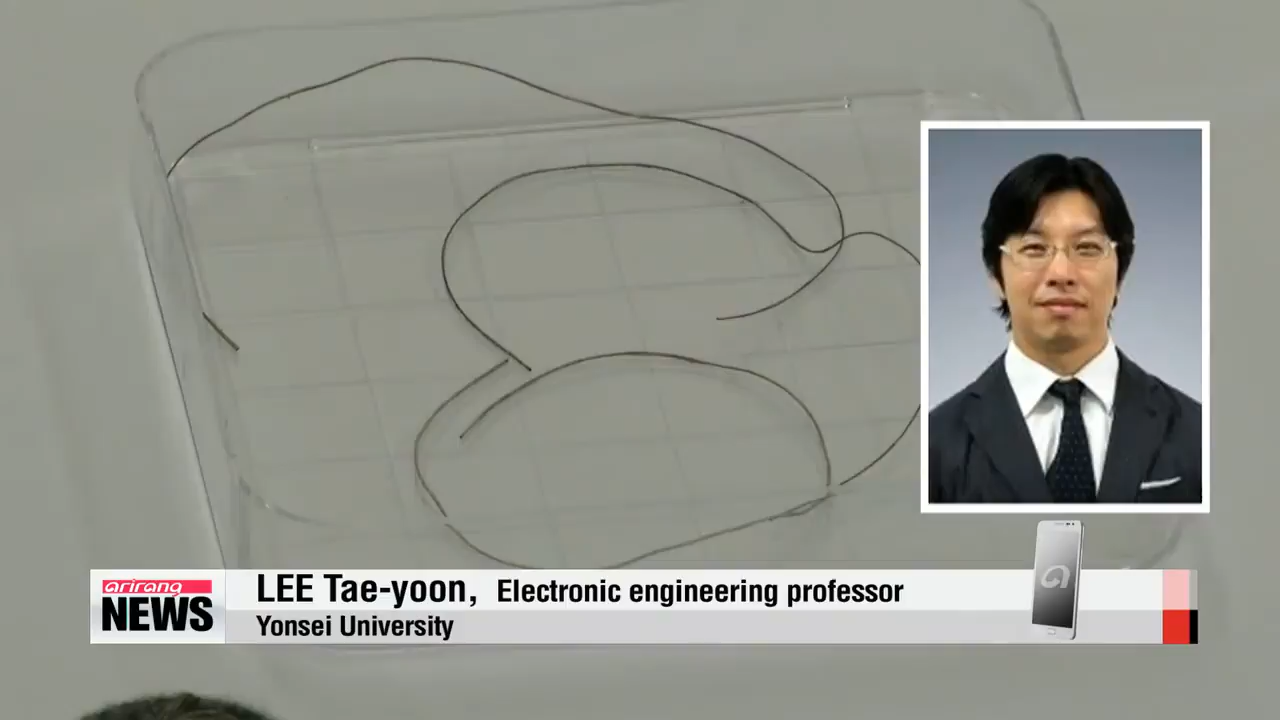 arirang
NEWS
LEE Tae-yoon, Electronic engineering professor
Yonsei University